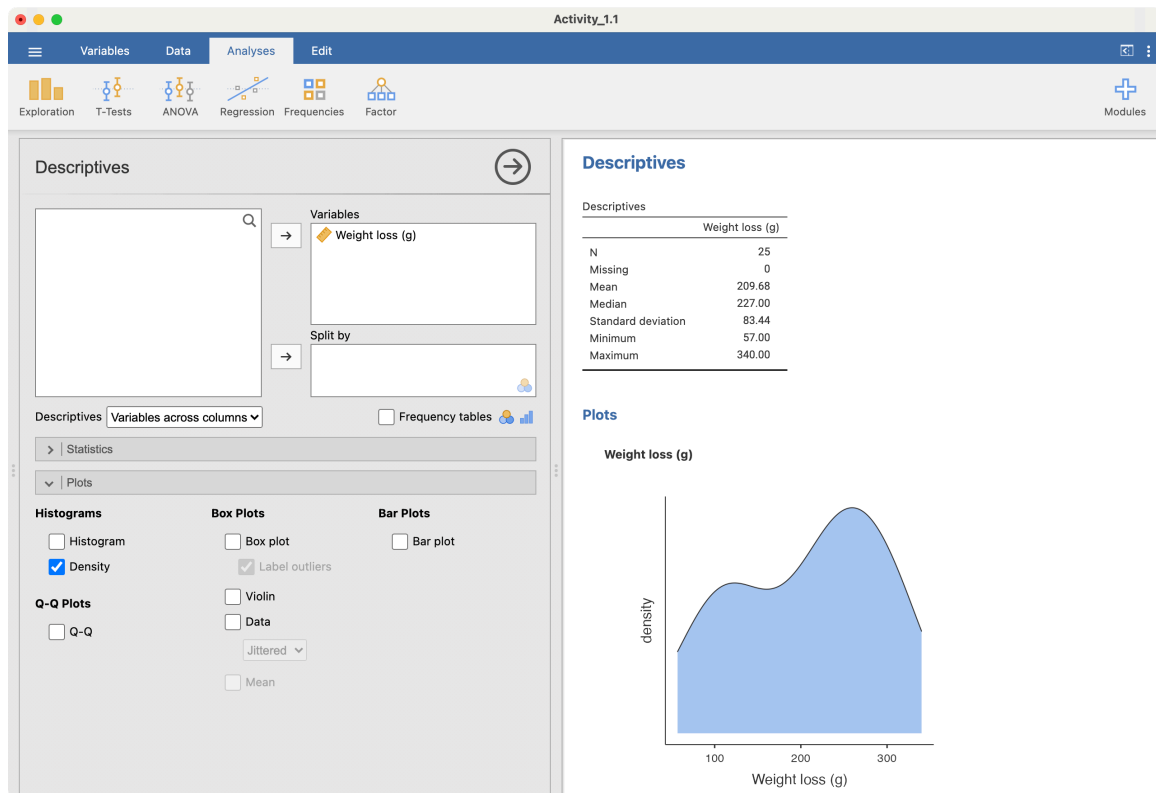 Activity_1.1
Variables Data Analyses Edit
Exploration T-Tests ANOVA Regression Frequencies Factor Modules
Descriptives
Variables
Weight loss (g)
Split by
Descriptives Variables across columns Frequency tables
Statistics
Plots
Histograms Box Plots Bar Plots
Histogram Box plot Bar plot
Density Label outliers
Q-Q Plots Violin
Q-Q Data
Jittered
Mean
Descriptives
Descriptives
Weight loss (g)
N 25
Missing 0
Mean 209.68
Median 227.00
Standard deviation 83.44
Minimum 57.00
Maximum 340.00
Plots
Weight loss (g)
density
100 200 300
Weight loss (g)